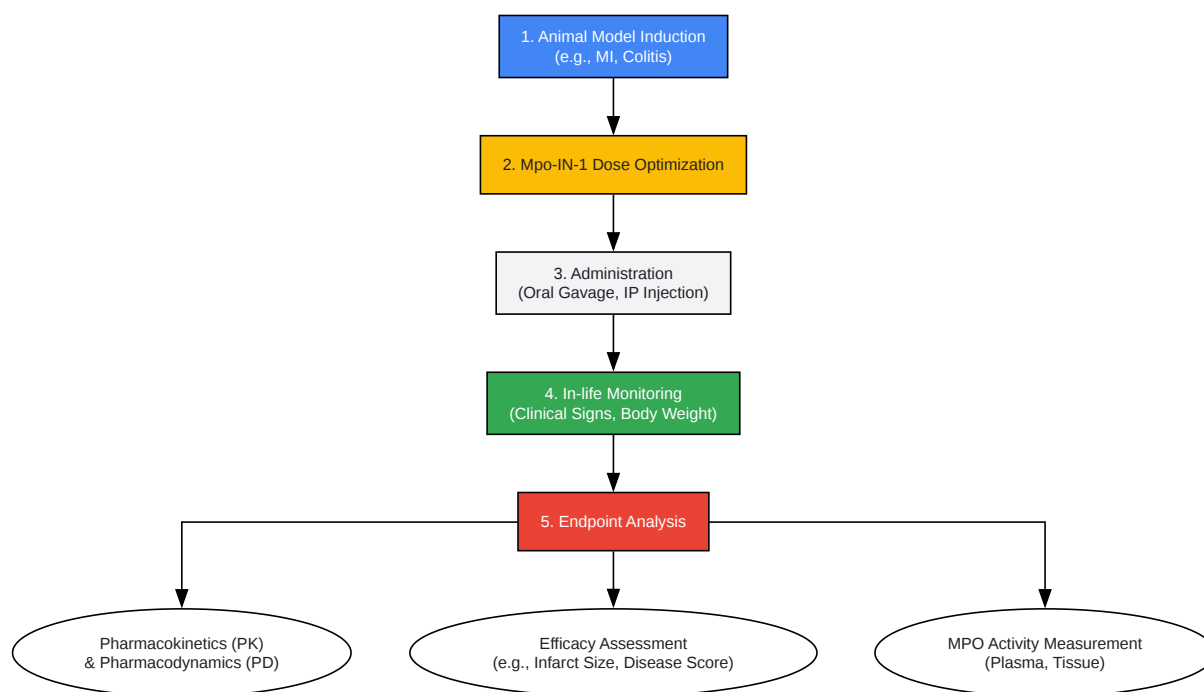 1. Animal Model Induction
(e.g., MI, Colitis)
2. Mpo-IN-1 Dose Optimization
3. Administration
(Oral Gavage, IP Injection)
4. In-life Monitoring
(Clinical Signs, Body Weight)
5. Endpoint Analysis
Pharmacokinetics (PK)
& Pharmacodynamics (PD)
Efficacy Assessment
(e.g., Infarct Size, Disease Score)
MPO Activity Measurement
(Plasma, Tissue)